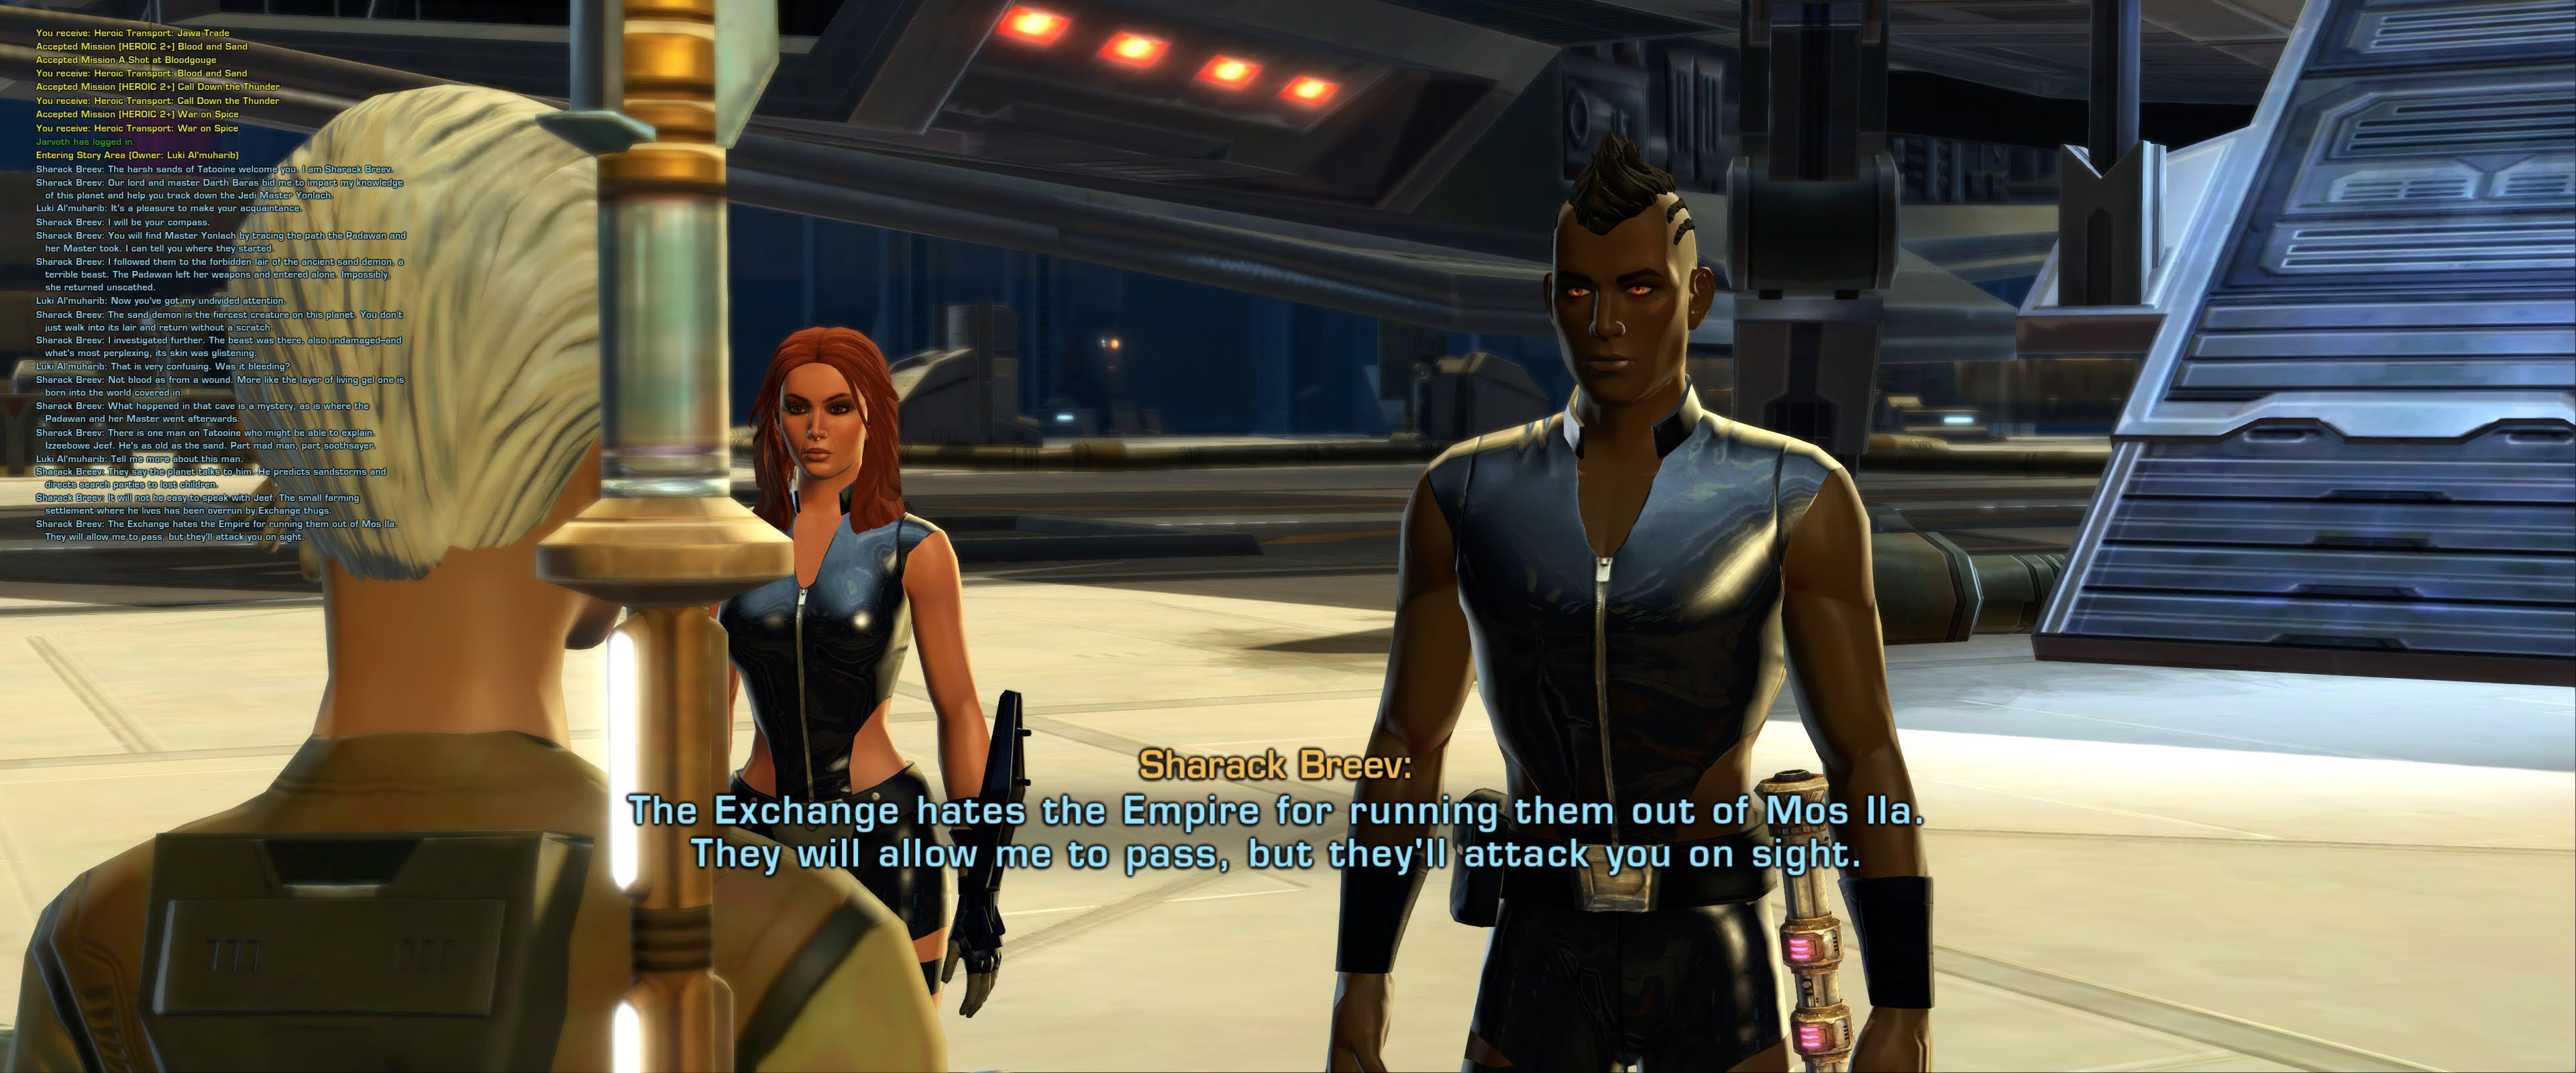 You receive: Heroic Transport: Jawa Trade
Accepted Mission [HEROIC 2+] Blood and Sand
Accepted Mission A Shot at Bloodgouge
You receive: Heroic Transport: Blood and Sand
Accepted Mission [HEROIC 2+] Call Down the Thunder
You receive: Heroic Transport: Call Down the Thunder
Accepted Mission [HEROIC 2+] War on Spice
You receive: Heroic Transport: War on Spice
Jarvoth has logged in.
Entering Story Area (Owner: Luki Al'muharib)
Sharack Breev: The harsh sands of Tatooine welcome you. I am Sharack Breev.
Sharack Breev: Our lord and master Darth Baras bid me to impart my knowledge
of this planet and help you track down the Jedi Master Yonlach.
Luki Al'muharib: It's a pleasure to make your acquaintance.
Sharack Breev: I will be your compass.
Sharack Breev: You will find Master Yonlach by tracing the path the Padawan and
her Master took. I can tell you where they started.
Sharack Breev: I followed them to the forbidden lair of the ancient sand demon, a
terrible beast. The Padawan left her weapons and entered alone. Impossibly,
she returned unscathed.
Luki Al'muharib: Now you've got my undivided attention.
Sharack Breev: The sand demon is the fiercest creature on this planet. You don't
just walk into its lair and return without a scratch.
Sharack Breev: I investigated further. The beast was there, also undamaged–and
what's most perplexing, its skin was glistening.
Luki Al'muharib: That is very confusing. Was it bleeding?
Sharack Breev: Not blood as from a wound. More like the layer of living gel one is
born into the world covered in.
Sharack Breev: What happened in that cave is a mystery, as is where the
Padawan and her Master went afterwards.
Sharack Breev: There is one man on Tatooine who might be able to explain.
Izzeebowe Jeef. He's as old as the sand. Part mad man, part soothsayer.
Luki Al'muharib: Tell me more about this man.
Sharack Breev: They say the planet talks to him. He predicts sandstorms and
directs search parties to lost children.
Sharack Breev: It will not be easy to speak with Jeef. The small farming
settlement where he lives has been overrun by Exchange thugs.
Sharack Breev: The Exchange hates the Empire for running them out of Mos Ila.
They will allow me to pass, but they'll attack you on sight.
Sharack Breev:
The Exchange hates the Empire for running them out of Mos Ila.
They will allow me to pass, but they'll attack you on sight.